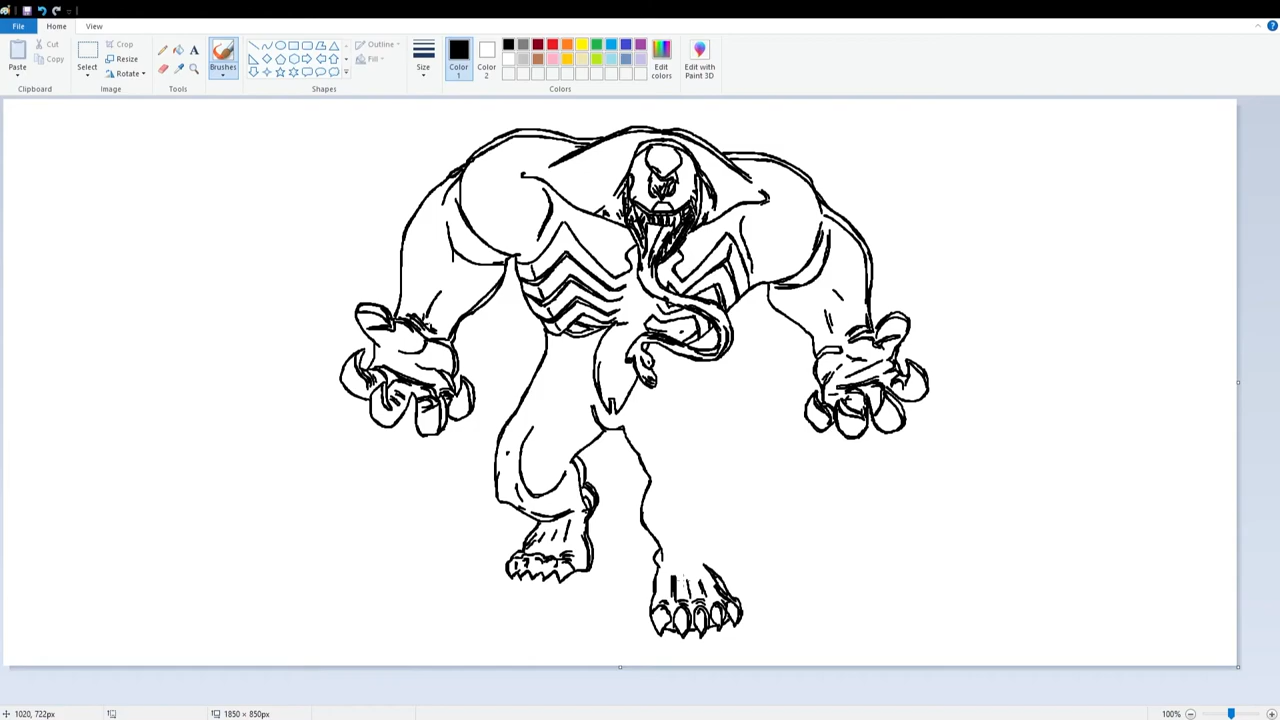 File Home View
Paste Cut Copy
Clipboard
Select Crop Resize Rotate
Image
A
Tools
Brushes
Outline Fill
Shapes
Size
Color 1 Color 2
Edit colors
Colors
Edit with Paint 3D
1020, 722px 1850 × 850px 100%